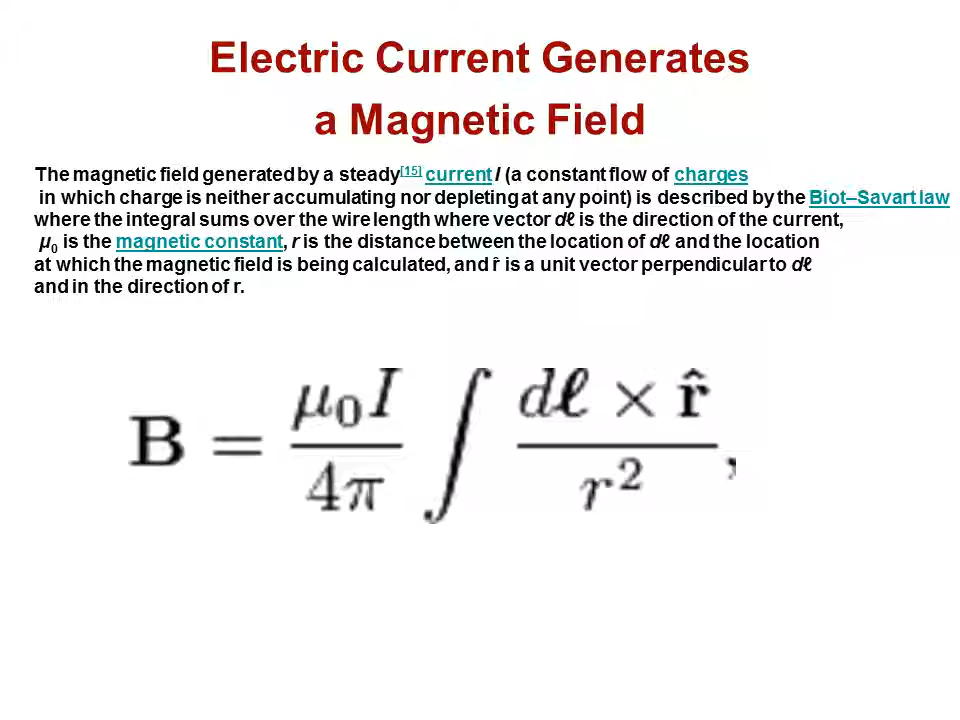 Electric Current Generates
a Magnetic Field
The magnetic field generated by a steady[15] current I (a constant flow of charges
in which charge is neither accumulating nor depleting at any point) is described by the Biot–Savart law
where the integral sums over the wire length where vector dℓ is the direction of the current,
μ0 is the magnetic constant, r is the distance between the location of dℓ and the location
at which the magnetic field is being calculated, and r̂ is a unit vector perpendicular to dℓ
and in the direction of r.
B = μ0I / 4π ∫ dℓ × r̂ / r²,